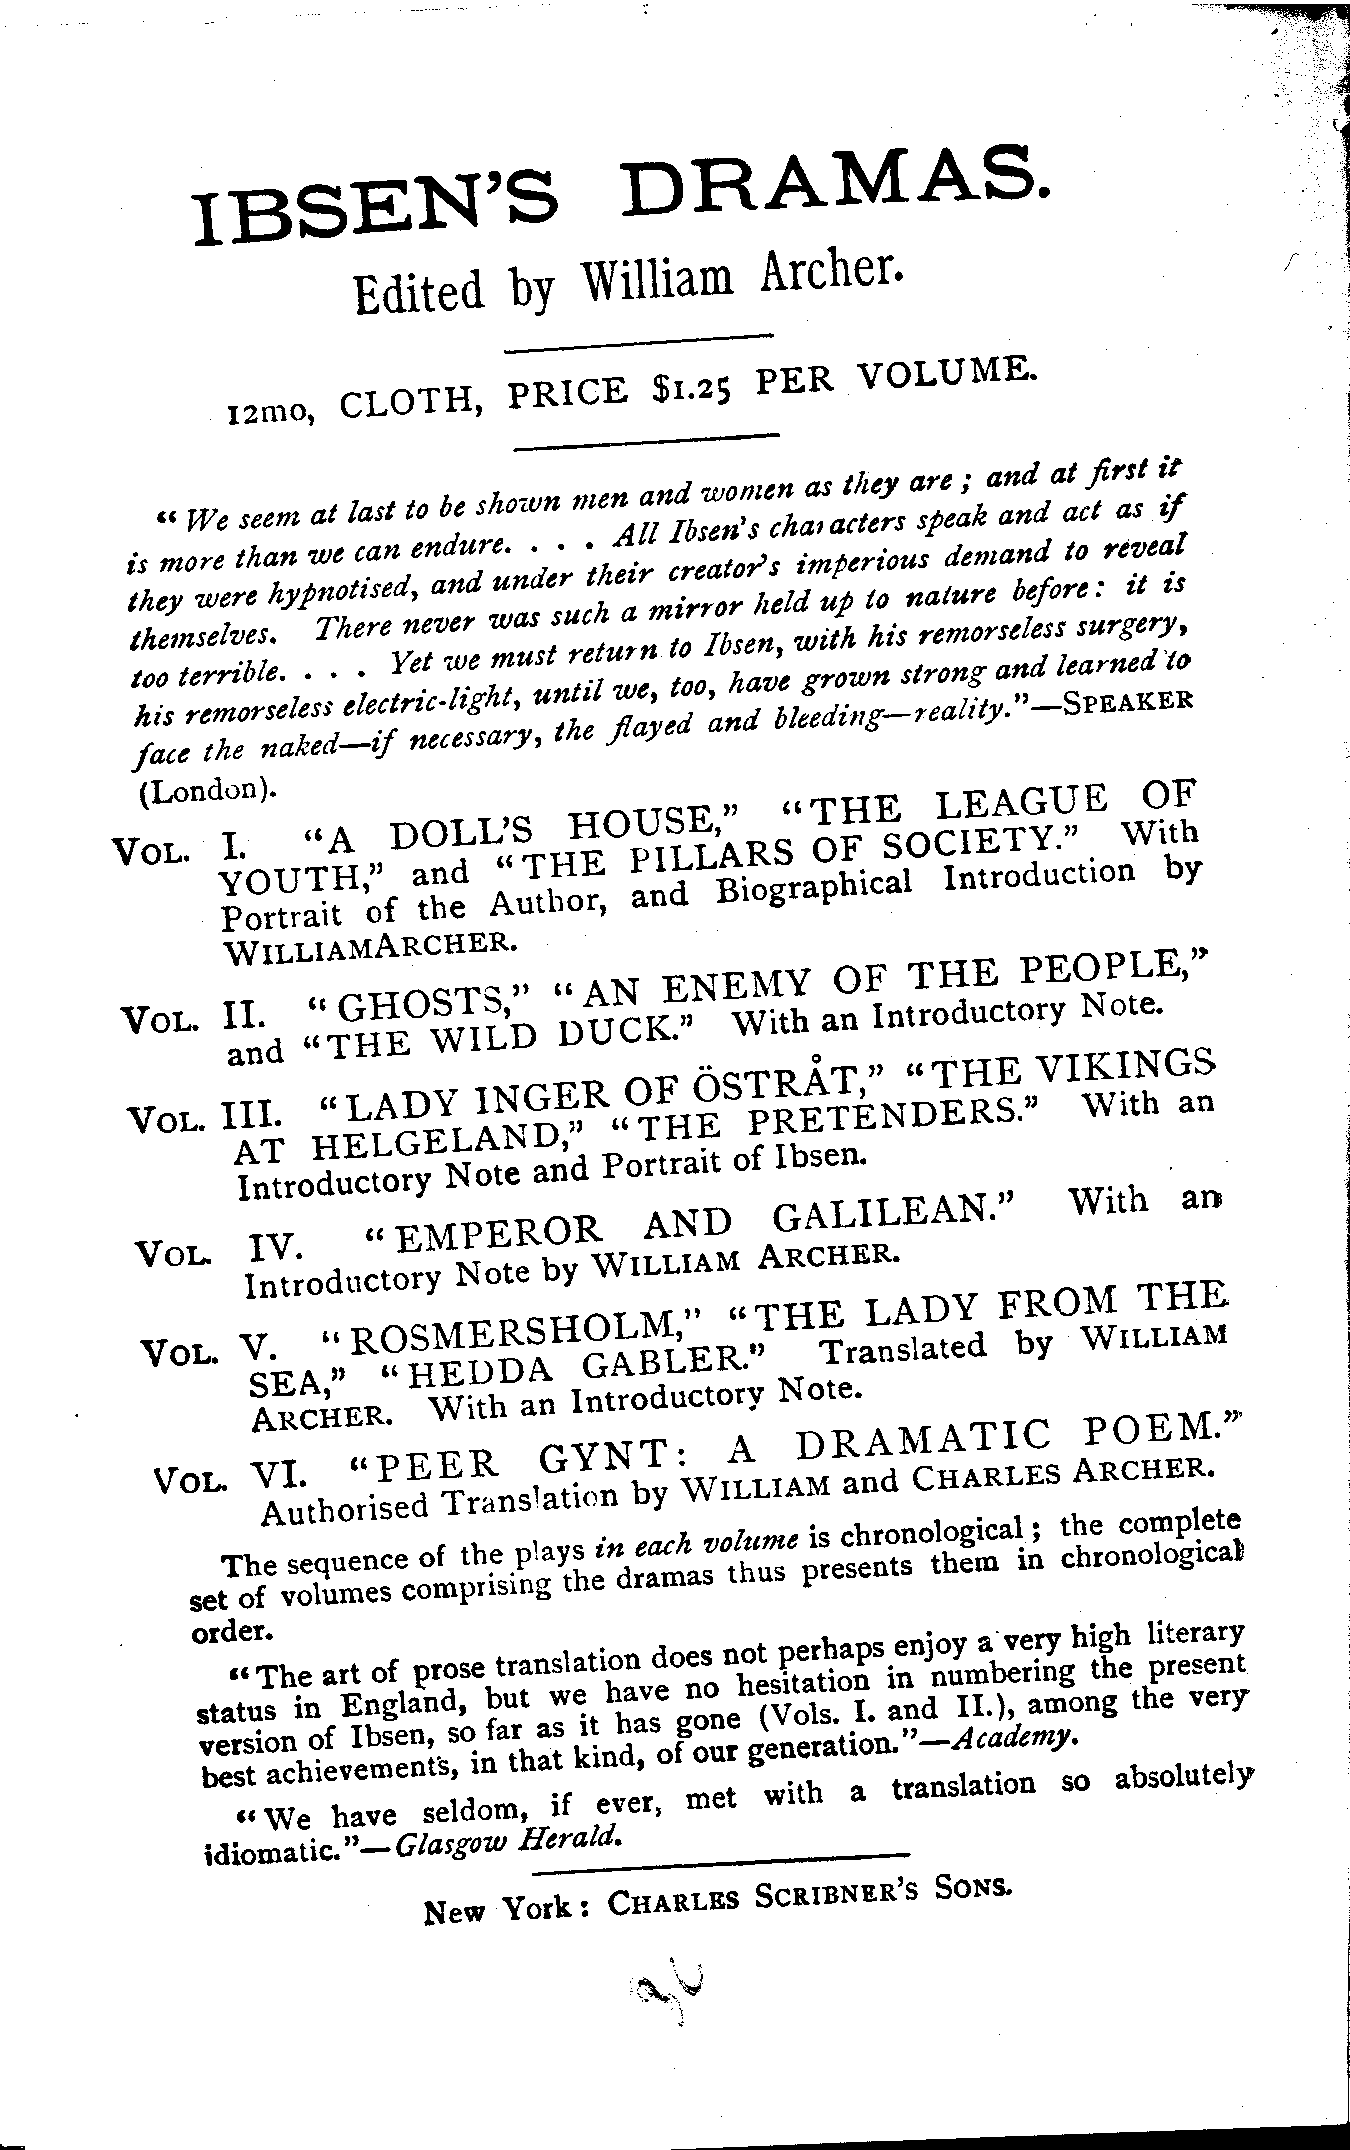 IBSEN'S DRAMAS.
Edited by William Archer.
12mo, CLOTH, PRICE $1.25 PER VOLUME.
“We seem at last to be shown men and women as they are; and at first it
is more than we can endure. . . . All Ibsen's characters speak and act as if
they were hypnotised, and under their creator's imperious demand to reveal
themselves. There never was such a mirror held up to nature before: it is
too terrible. . . . Yet we must return to Ibsen, with his remorseless surgery,
his remorseless electric-light, until we, too, have grown strong and learned to
face the naked—if necessary, the flayed and bleeding—reality.”—SPEAKER
(London).
VOL. I. “A DOLL'S HOUSE,” “THE LEAGUE OF
YOUTH,” and “THE PILLARS OF SOCIETY.” With
Portrait of the Author, and Biographical Introduction by
WILLIAMARCHER.
VOL. II. “GHOSTS,” “AN ENEMY OF THE PEOPLE,”
and “THE WILD DUCK.” With an Introductory Note.
VOL. III. “LADY INGER OF ÖSTRÅT,” “THE VIKINGS
AT HELGELAND,” “THE PRETENDERS.” With an
Introductory Note and Portrait of Ibsen.
VOL. IV. “EMPEROR AND GALILEAN.” With an
Introductory Note by WILLIAM ARCHER.
VOL. V. “ROSMERSHOLM,” “THE LADY FROM THE
SEA,” “HEDDA GABLER.” Translated by WILLIAM
ARCHER. With an Introductory Note.
VOL. VI. “PEER GYNT: A DRAMATIC POEM.”
Authorised Translation by WILLIAM and CHARLES ARCHER.
The sequence of the plays in each volume is chronological; the complete
set of volumes comprising the dramas thus presents them in chronological
order.
“The art of prose translation does not perhaps enjoy a very high literary
status in England, but we have no hesitation in numbering the present
version of Ibsen, so far as it has gone (Vols. I. and II.), among the very
best achievements, in that kind, of our generation.”—Academy.
“We have seldom, if ever, met with a translation so absolutely
idiomatic.”—Glasgow Herald.
New York: CHARLES SCRIBNER'S SONS.